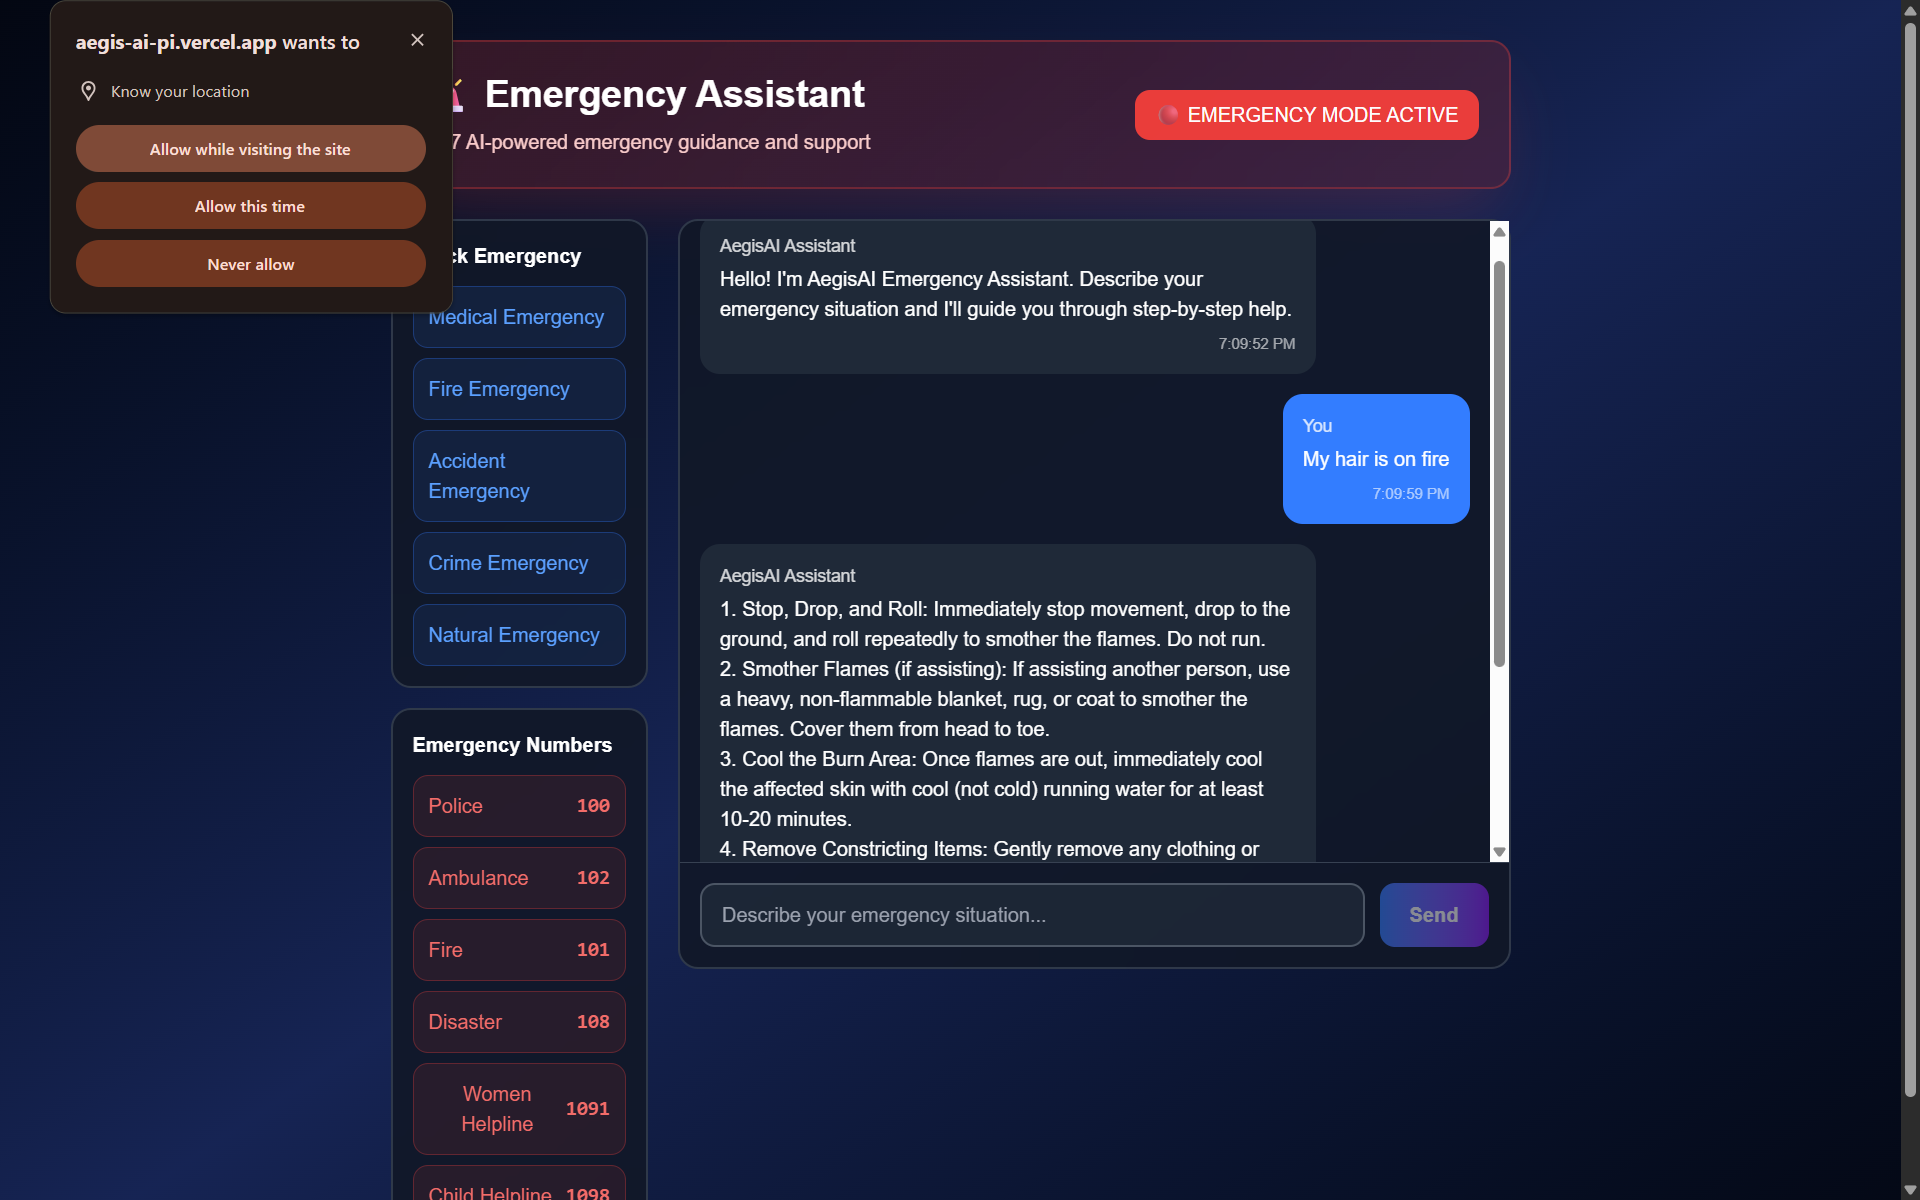 aegis-ai-pi.vercel.app wants to
Know your location
Allow while visiting the site
Allow this time
Never allow
Emergency Assistant
7 AI-powered emergency guidance and support
EMERGENCY MODE ACTIVE
ck Emergency
Medical Emergency
Fire Emergency
Accident
Emergency
Crime Emergency
Natural Emergency
Emergency Numbers
Police 100
Ambulance 102
Fire 101
Disaster 108
Women
Helpline 1091
Child Helpline 1098
AegisAI Assistant
Hello! I'm AegisAI Emergency Assistant. Describe your
emergency situation and I'll guide you through step-by-step help.
7:09:52 PM
You
My hair is on fire
7:09:59 PM
AegisAI Assistant
1. Stop, Drop, and Roll: Immediately stop movement, drop to the
ground, and roll repeatedly to smother the flames. Do not run.
2. Smother Flames (if assisting): If assisting another person, use
a heavy, non-flammable blanket, rug, or coat to smother the
flames. Cover them from head to toe.
3. Cool the Burn Area: Once flames are out, immediately cool
the affected skin with cool (not cold) running water for at least
10-20 minutes.
4. Remove Constricting Items: Gently remove any clothing or
Describe your emergency situation...
Send